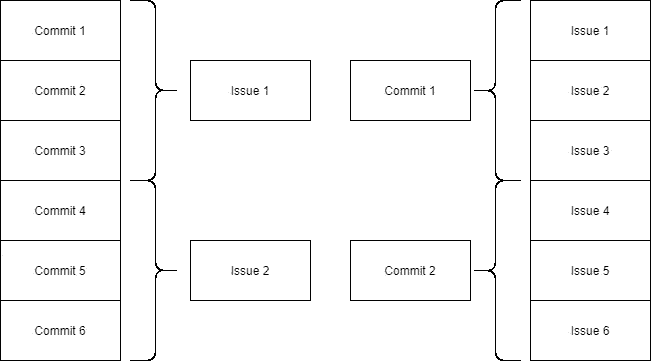 Commit 1
Commit 2
Commit 3
Commit 4
Commit 5
Commit 6
Issue 1
Issue 2
Commit 1
Commit 2
Issue 1
Issue 2
Issue 3
Issue 4
Issue 5
Issue 6